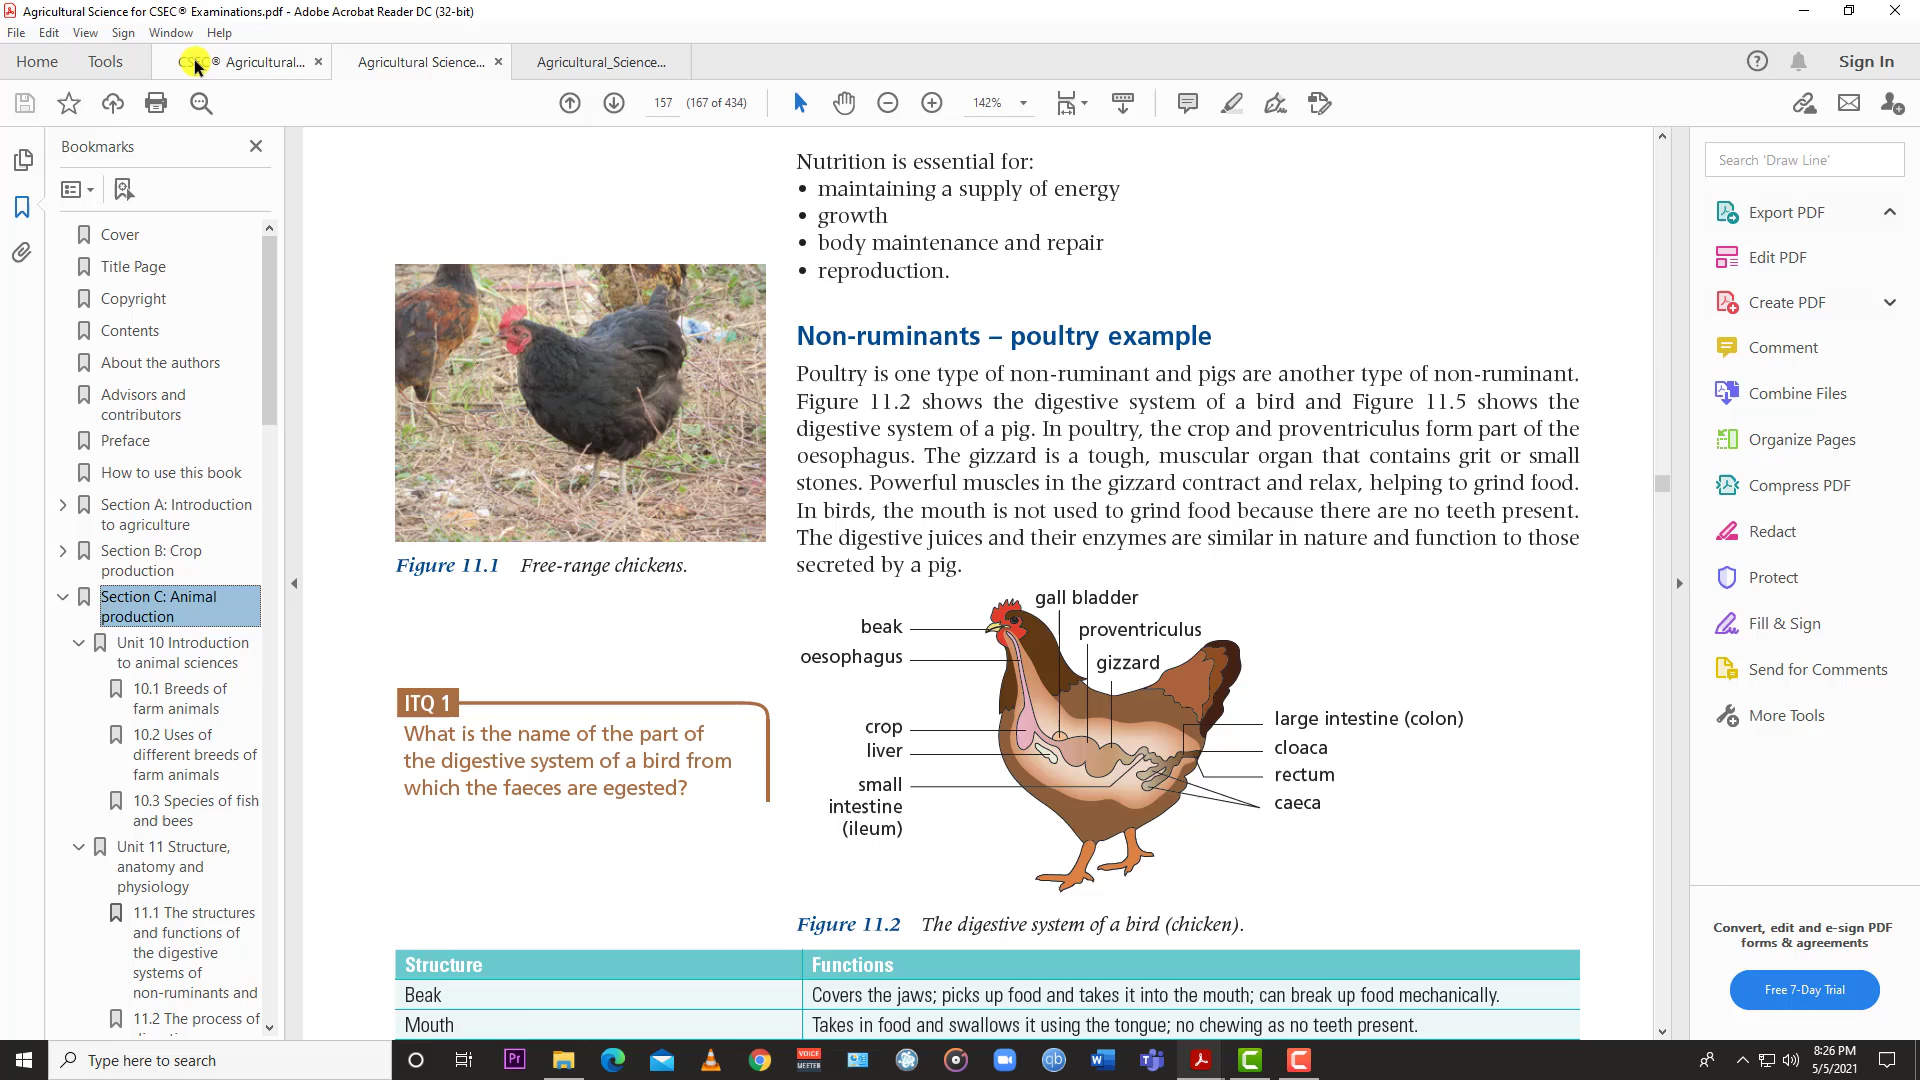 Agricultural Science for CSEC® Examinations.pdf - Adobe Acrobat Reader DC (32-bit)
File Edit View Sign Window Help
Home Tools CSEC® Agricultural... Agricultural Science... Agricultural_Science... Sign In
157 (167 of 434) 142%
Bookmarks
Cover
Title Page
Copyright
Contents
About the authors
Advisors and
contributors
Preface
How to use this book
Section A: Introduction
to agriculture
Section B: Crop
production
Section C: Animal
production
Unit 10 Introduction
to animal sciences
10.1 Breeds of
farm animals
10.2 Uses of
different breeds of
farm animals
10.3 Species of fish
and bees
Unit 11 Structure,
anatomy and
physiology
11.1 The structures
and functions of
the digestive
systems of
non-ruminants and
11.2 The process of
Nutrition is essential for:
• maintaining a supply of energy
• growth
• body maintenance and repair
• reproduction.
Figure 11.1 Free-range chickens.
Non-ruminants – poultry example
Poultry is one type of non-ruminant and pigs are another type of non-ruminant.
Figure 11.2 shows the digestive system of a bird and Figure 11.5 shows the
digestive system of a pig. In poultry, the crop and proventriculus form part of the
oesophagus. The gizzard is a tough, muscular organ that contains grit or small
stones. Powerful muscles in the gizzard contract and relax, helping to grind food.
In birds, the mouth is not used to grind food because there are no teeth present.
The digestive juices and their enzymes are similar in nature and function to those
secreted by a pig.
ITQ 1
What is the name of the part of
the digestive system of a bird from
which the faeces are egested?
gall bladder
beak
proventriculus
oesophagus
gizzard
crop
liver
small
intestine
(ileum)
large intestine (colon)
cloaca
rectum
caeca
Figure 11.2 The digestive system of a bird (chicken).
Structure Functions
Beak Covers the jaws; picks up food and takes it into the mouth; can break up food mechanically.
Mouth Takes in food and swallows it using the tongue; no chewing as no teeth present.
Search 'Draw Line'
Export PDF
Edit PDF
Create PDF
Comment
Combine Files
Organize Pages
Compress PDF
Redact
Protect
Fill & Sign
Send for Comments
More Tools
Convert, edit and e-sign PDF
forms & agreements
Free 7-Day Trial
Type here to search
Pr
VOICE
MEETER
qb
8:26 PM
5/5/2021